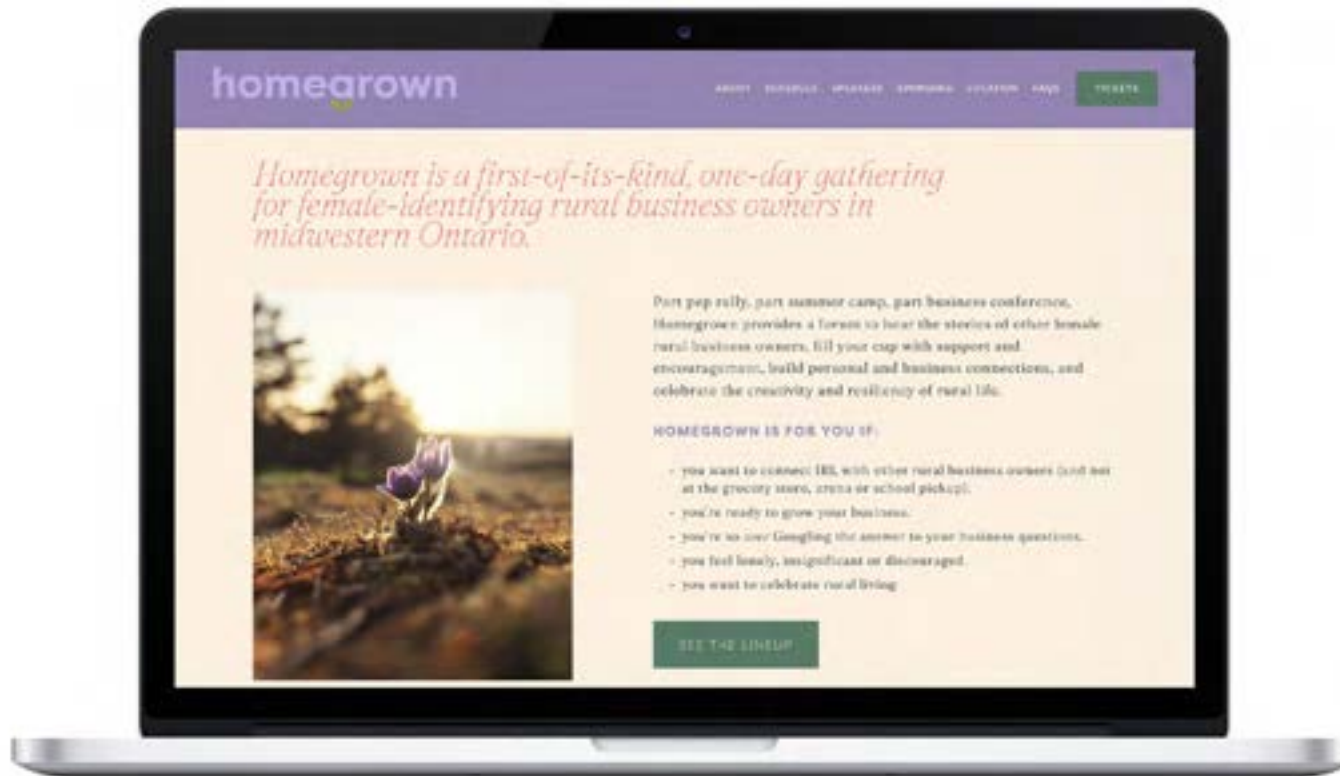 homegrown
ABOUT SCHEDULE SPEAKERS SPONSORS LOCATION FAQS TICKETS
Homegrown is a first-of-its-kind, one-day gathering
for female-identifying rural business owners in
midwestern Ontario.
Part pep rally, part summer camp, part business conference,
Homegrown provides a forum to hear the stories of other female
rural business owners, fill your cup with support and
encouragement, build personal and business connections, and
celebrate the creativity and resiliency of rural life.
HOMEGROWN IS FOR YOU IF:
- you want to connect IRL with other rural business owners (and not
at the grocery store, arena or school pickup).
- you're ready to grow your business.
- you're so over Googling the answer to your business questions.
- you feel lonely, insignificant or discouraged
- you want to celebrate rural living
SEE THE LINEUP